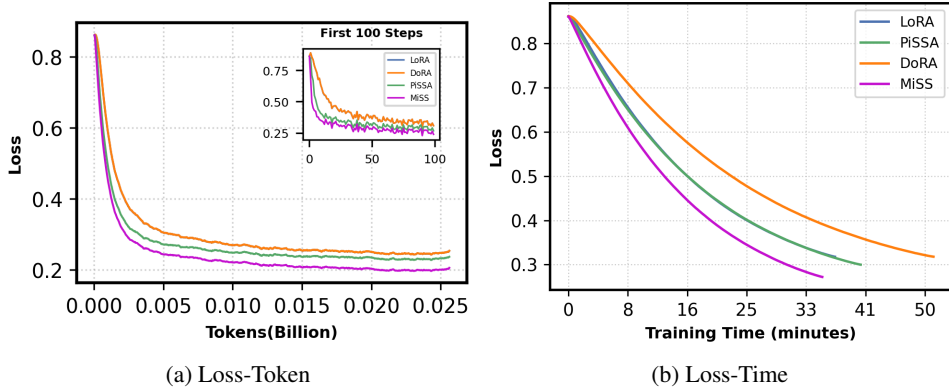 First 100 Steps
0.75
0.50
0.25
0
50
100
LoRA
DoRA
PiSSA
MiSS
Loss
0.8
0.6
0.4
0.2
0.000
0.005
0.010
0.015
0.020
0.025
Tokens(Billion)
(a) Loss-Token
Loss
0.8
0.7
0.6
0.5
0.4
0.3
LoRA
PiSSA
DoRA
MiSS
0
8
16
25
33
41
50
Training Time (minutes)
(b) Loss-Time